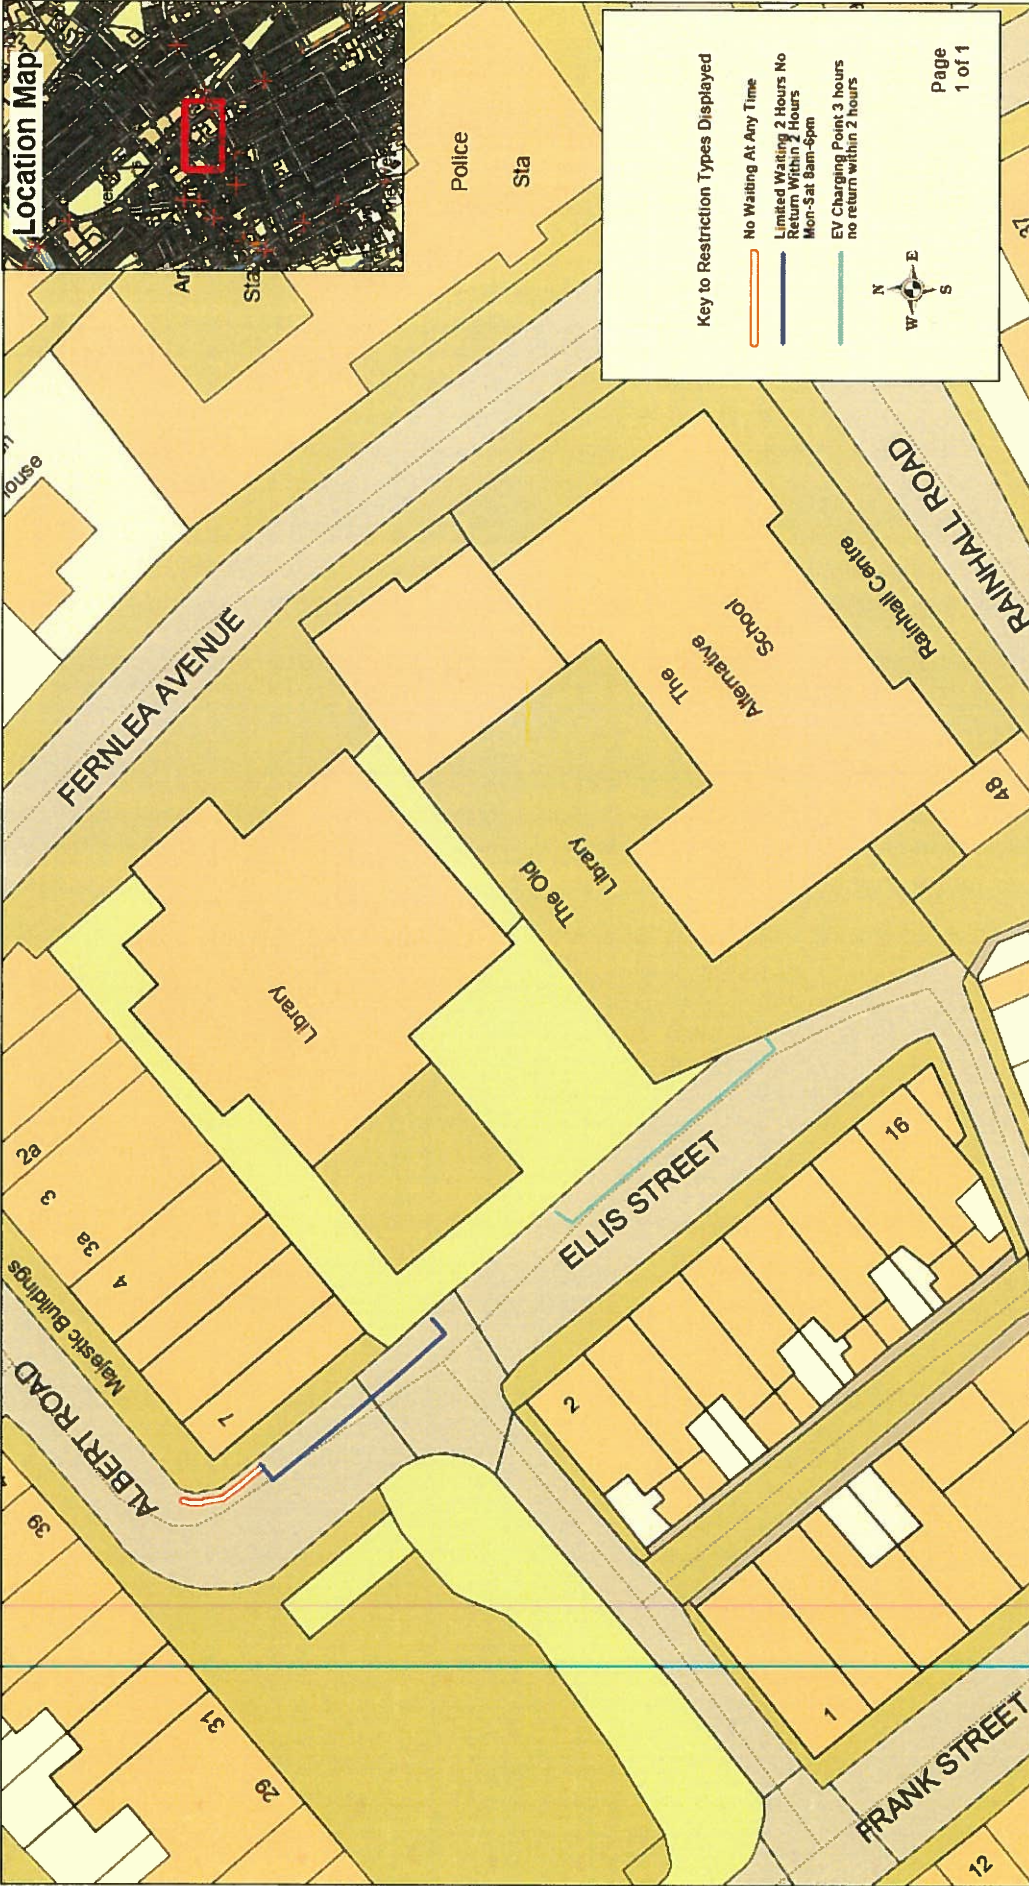 Location Map
Police
Sta
Key to Restriction Types Displayed
No Waiting At Any Time
Limited Waiting 2 Hours No
Return Within 2 Hours
Mon-Sat 8am-6pm
EV Charging Point 3 hours
no return within 2 hours
N
W E
S
Page
1 of 1
FERNLEA AVENUE
RAINHALL ROAD
Rainhall Centre
The
Alternative
School
The Old
Library
Library
48
2a
3
3a
4
Majestic Buildings
7
ALBERT ROAD
ELLIS STREET
16
2
39
31
29
1
FRANK STREET
12